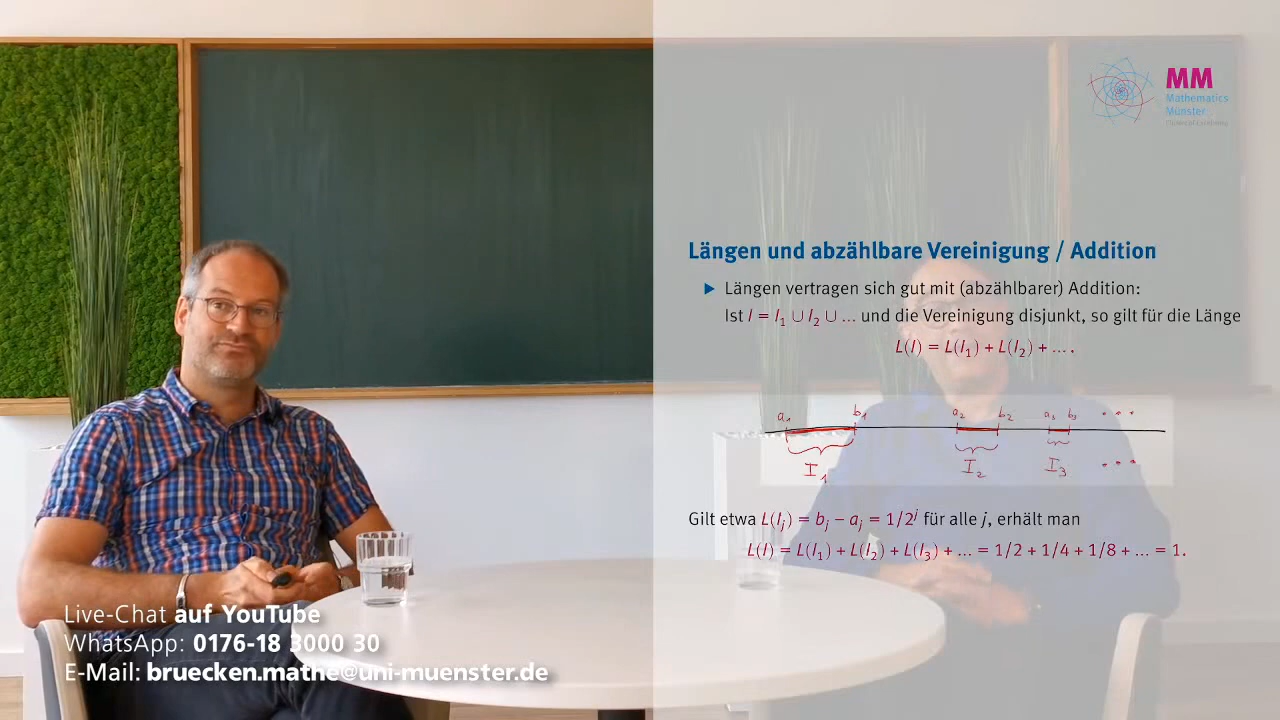 MM
Mathematics
Münster
Cluster of Excellence
Längen und abzählbare Vereinigung / Addition
▶ Längen vertragen sich gut mit (abzählbarer) Addition:
Ist I = I₁ ∪ I₂ ∪ ... und die Vereinigung disjunkt, so gilt für die Länge
L(I) = L(I₁) + L(I₂) + ... .
a₁ b₁ a₂ b₂ a₃ b₃ ...
I₁ I₂ I₃ ...
Gilt etwa L(Iⱼ) = bⱼ − aⱼ = 1/2ʲ für alle j, erhält man
L(I) = L(I₁) + L(I₂) + L(I₃) + ... = 1/2 + 1/4 + 1/8 + ... = 1.
Live-Chat auf YouTube
WhatsApp: 0176-18 3000 30
E-Mail: bruecken.mathe@uni-muenster.de